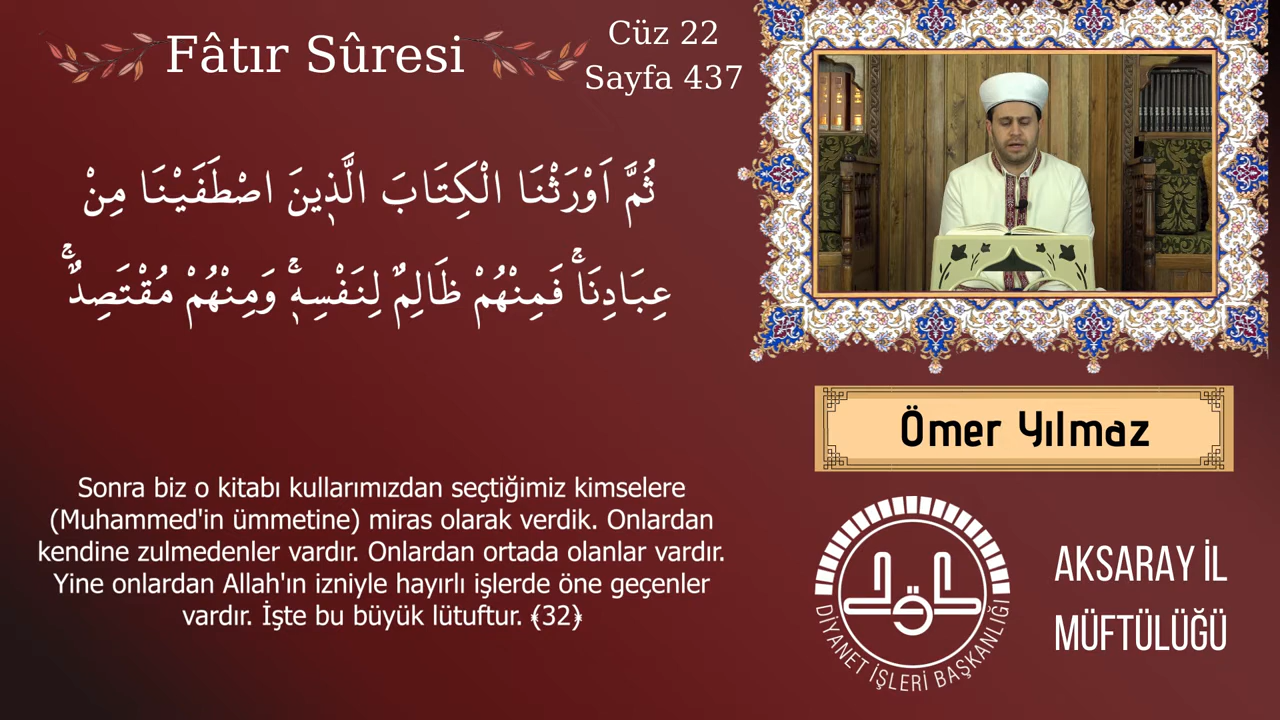 Fâtır Sûresi
Cüz 22
Sayfa 437
ثُمَّ اَوْرَثْنَا الْكِتَابَ الَّذ۪ينَ اصْطَفَيْنَا مِنْ
عِبَادِنَاۚ فَمِنْهُمْ ظَالِمٌ لِنَفْسِه۪ۚ وَمِنْهُمْ مُقْتَصِدٌۚ
Sonra biz o kitabı kullarımızdan seçtiğimiz kimselere
(Muhammed'in ümmetine) miras olarak verdik. Onlardan
kendine zulmedenler vardır. Onlardan ortada olanlar vardır.
Yine onlardan Allah'ın izniyle hayırlı işlerde öne geçenler
vardır. İşte bu büyük lütuftur. ﴾32﴿
Ömer Yılmaz
DİYANET İŞLERİ BAŞKANLIĞI
AKSARAY İL
MÜFTÜLÜĞÜ